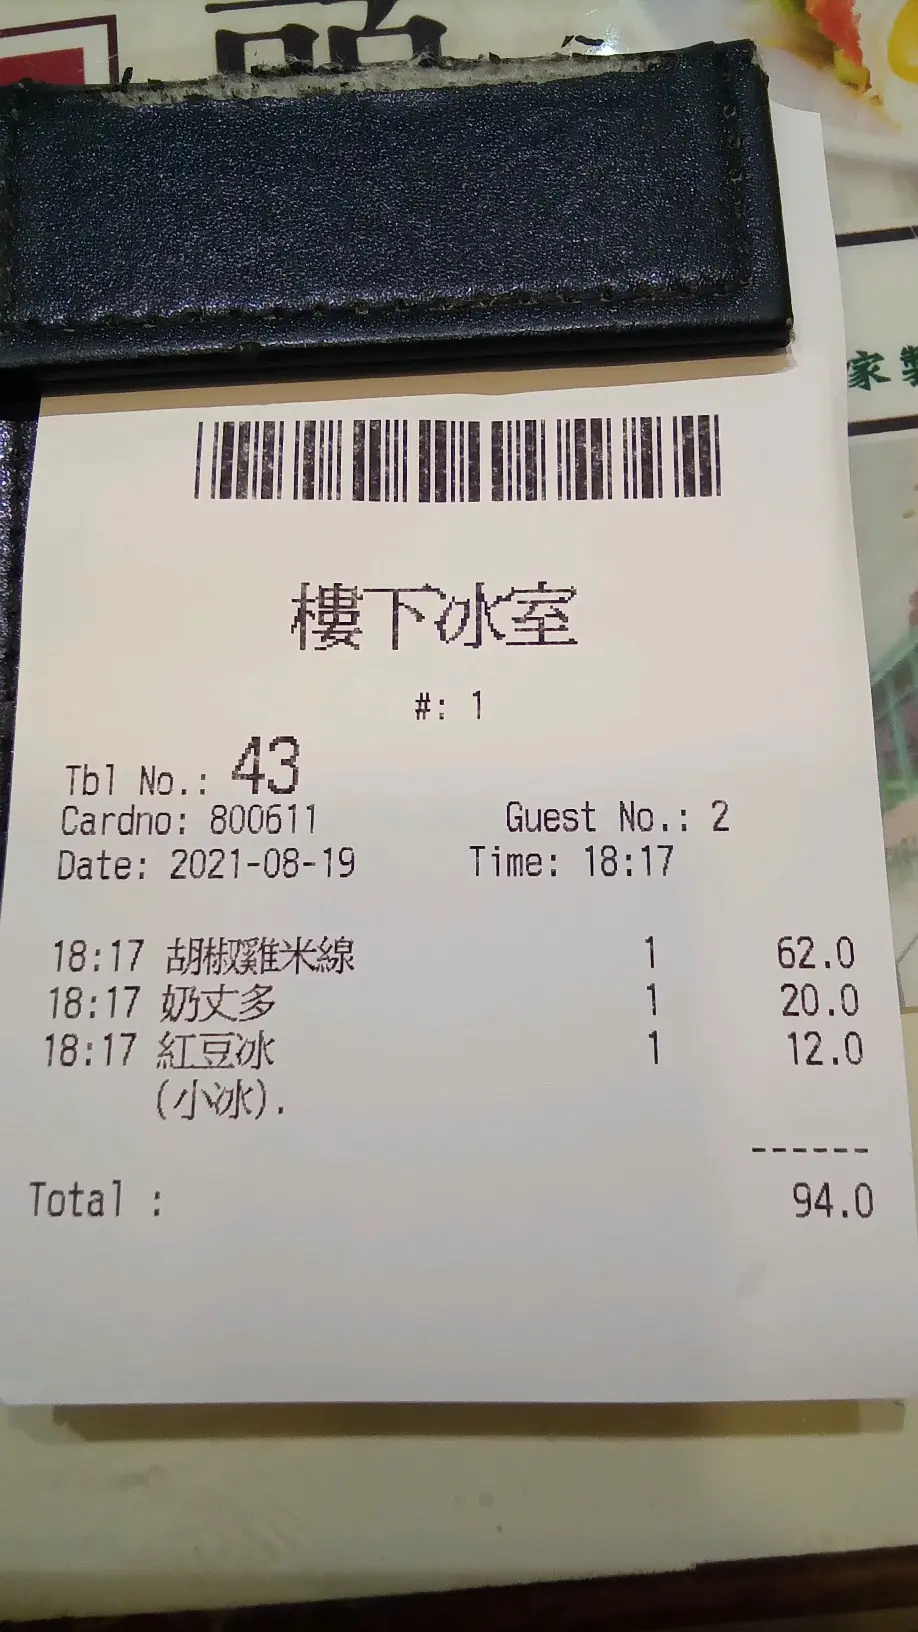 樓下冰室
#: 1
Tbl No.: 43
Cardno: 800611 Guest No.: 2
Date: 2021-08-19 Time: 18:17
18:17 胡椒雞米線 1 62.0
18:17 奶丈多 1 20.0
18:17 紅豆冰 1 12.0
(小冰).
------
Total : 94.0
家製